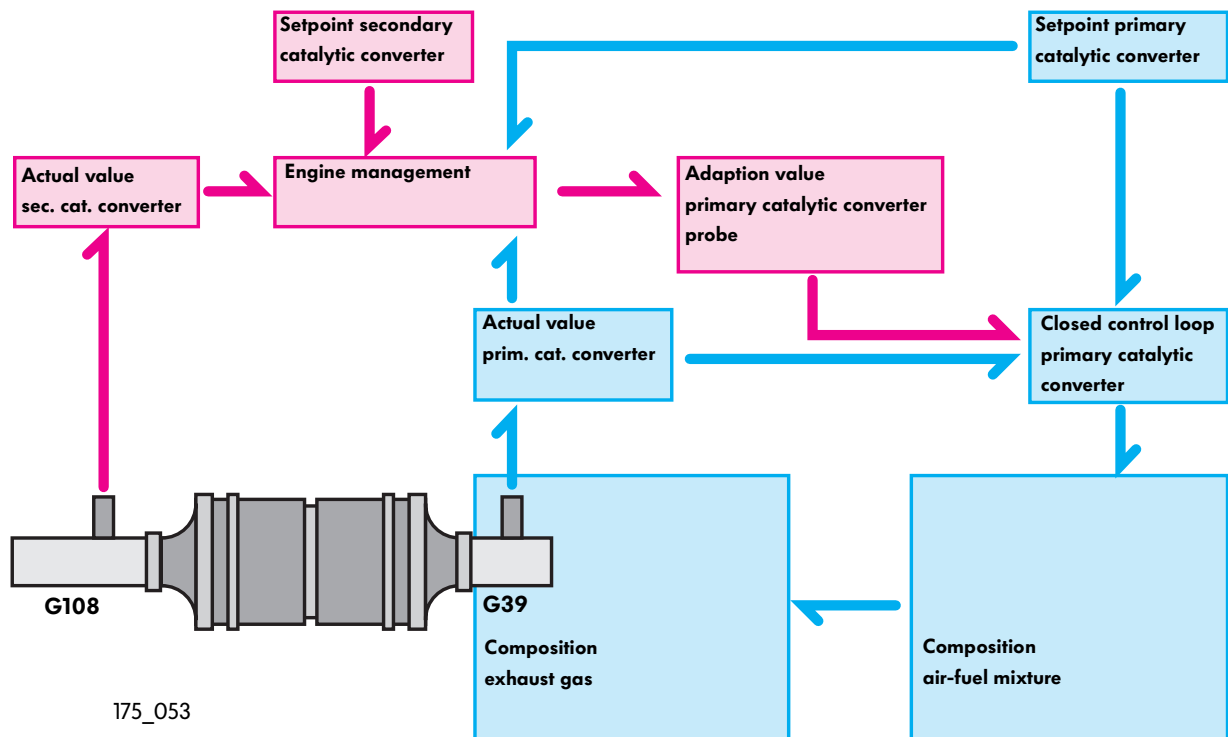 Setpoint secondary
catalytic converter
Setpoint primary
catalytic converter
Actual value
sec. cat. converter
Engine management
Adaption value
primary catalytic converter
probe
Actual value
prim. cat. converter
Closed control loop
primary catalytic
converter
G108
G39
Composition
exhaust gas
Composition
air-fuel mixture
175_053